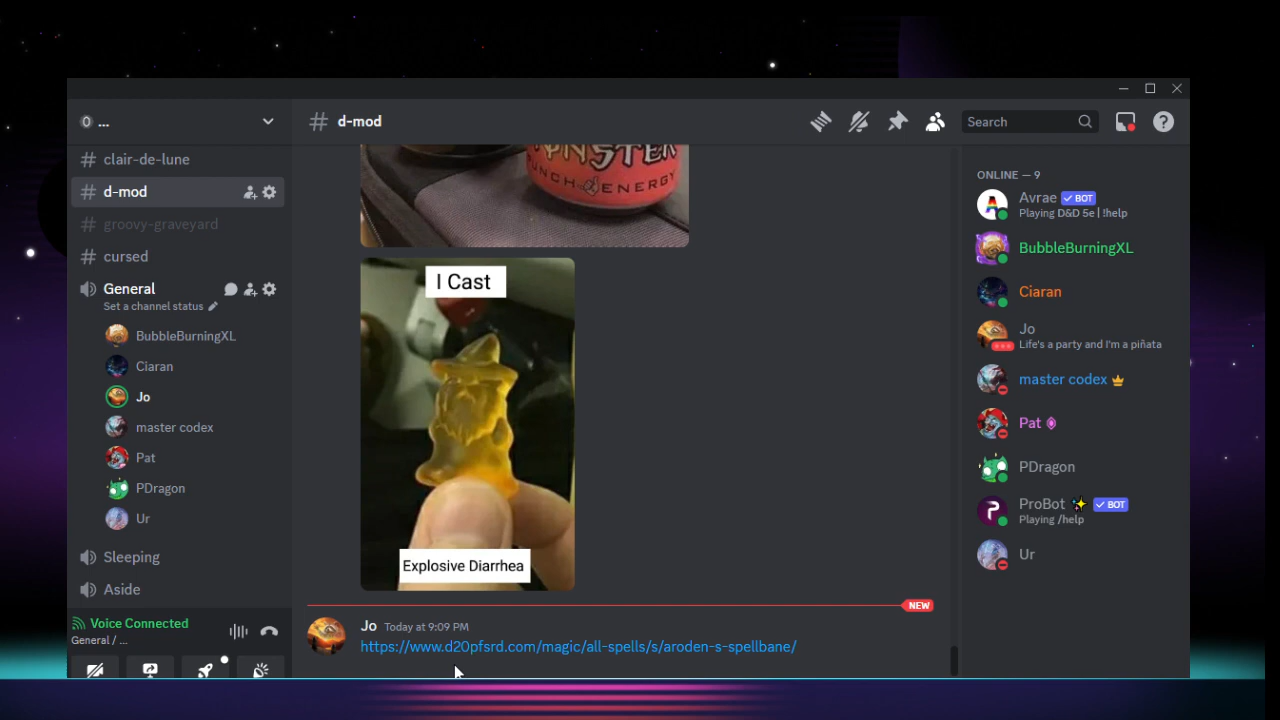 ...
d-mod
Search
clair-de-lune
d-mod
groovy-graveyard
cursed
General
Set a channel status
BubbleBurningXL
Ciaran
Jo
master codex
Pat
PDragon
Ur
Sleeping
Aside
Voice Connected
General / ...
MONSTER
PUNCH ENERGY
I Cast
Explosive Diarrhea
NEW
Jo Today at 9:09 PM
https://www.d20pfsrd.com/magic/all-spells/s/aroden-s-spellbane/
ONLINE — 9
Avrae BOT
Playing D&D 5e | !help
BubbleBurningXL
Ciaran
Jo
Life's a party and I'm a piñata
master codex
Pat
PDragon
ProBot BOT
Playing /help
Ur